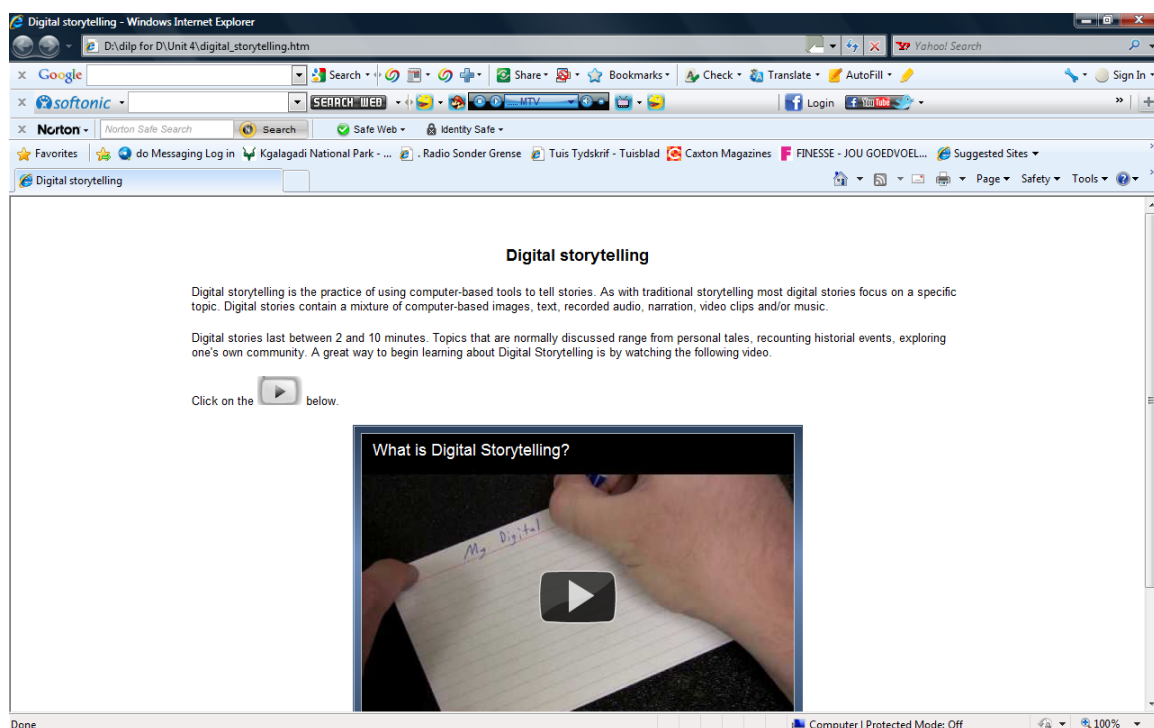 Digital storytelling - Windows Internet Explorer
D:\dilp for D\Unit 4\digital_storytelling.htm
Yahoo! Search
x Google Search Share Bookmarks Check Translate AutoFill Sign In
x softonic SEARCH WEB MTV Login YouTube »
x Norton Norton Safe Search Search Safe Web Identity Safe
Favorites do Messaging Log in Kgalagadi National Park - ... . Radio Sonder Grense Tuis Tydskrif - Tuisblad Caxton Magazines FINESSE - JOU GOEDVOEL... Suggested Sites
Digital storytelling Page Safety Tools
Digital storytelling
Digital storytelling is the practice of using computer-based tools to tell stories. As with traditional storytelling most digital stories focus on a specific
topic. Digital stories contain a mixture of computer-based images, text, recorded audio, narration, video clips and/or music.
Digital stories last between 2 and 10 minutes. Topics that are normally discussed range from personal tales, recounting historial events, exploring
one's own community. A great way to begin learning about Digital Storytelling is by watching the following video.
Click on the below.
What is Digital Storytelling?
My Digital
Done Computer | Protected Mode: Off 100%